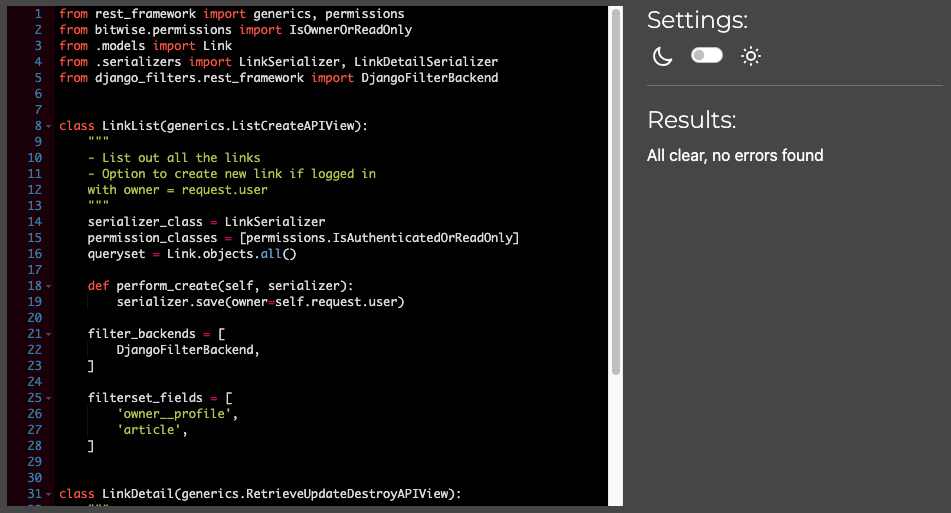 1 from rest_framework import generics, permissions
2 from bitwise.permissions import IsOwnerOrReadOnly
3 from .models import Link
4 from .serializers import LinkSerializer, LinkDetailSerializer
5 from django_filters.rest_framework import DjangoFilterBackend
6
7
8 class LinkList(generics.ListCreateAPIView):
9     """
10     - List out all the links
11     - Option to create new link if logged in
12     with owner = request.user
13     """
14     serializer_class = LinkSerializer
15     permission_classes = [permissions.IsAuthenticatedOrReadOnly]
16     queryset = Link.objects.all()
17
18     def perform_create(self, serializer):
19         serializer.save(owner=self.request.user)
20
21     filter_backends = [
22         DjangoFilterBackend,
23     ]
24
25     filterset_fields = [
26         'owner__profile',
27         'article',
28     ]
29
30
31 class LinkDetail(generics.RetrieveUpdateDestroyAPIView):
Settings:
Results:
All clear, no errors found